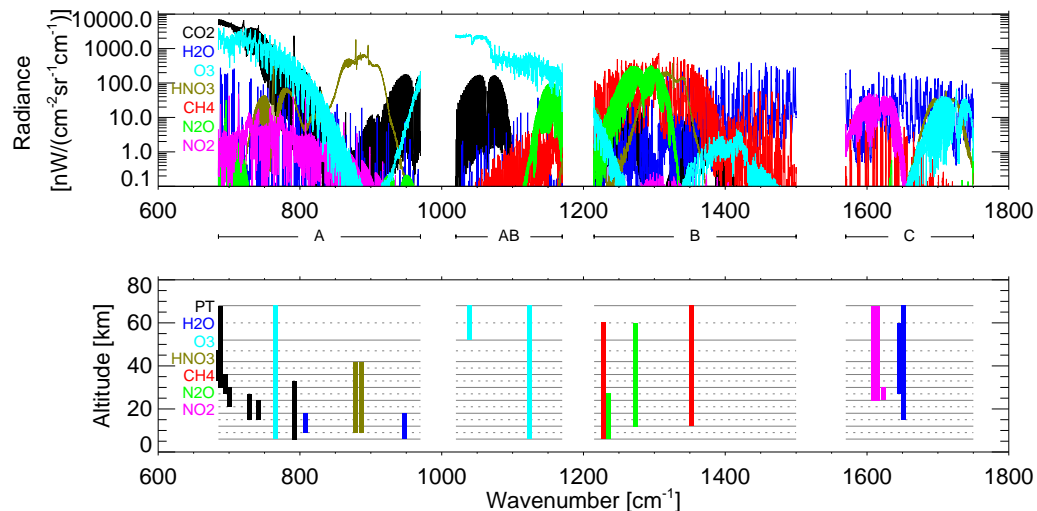 Radiance
[nW/(cm⁻²sr⁻¹cm⁻¹)]
10000.0
1000.0
100.0
10.0
1.0
0.1
CO2
H2O
O3
HNO3
CH4
N2O
NO2
600 800 1000 1200 1400 1600 1800
A AB B C
Altitude [km]
80
60
40
20
0
PT
H2O
O3
HNO3
CH4
N2O
NO2
600 800 1000 1200 1400 1600 1800
Wavenumber [cm⁻¹]